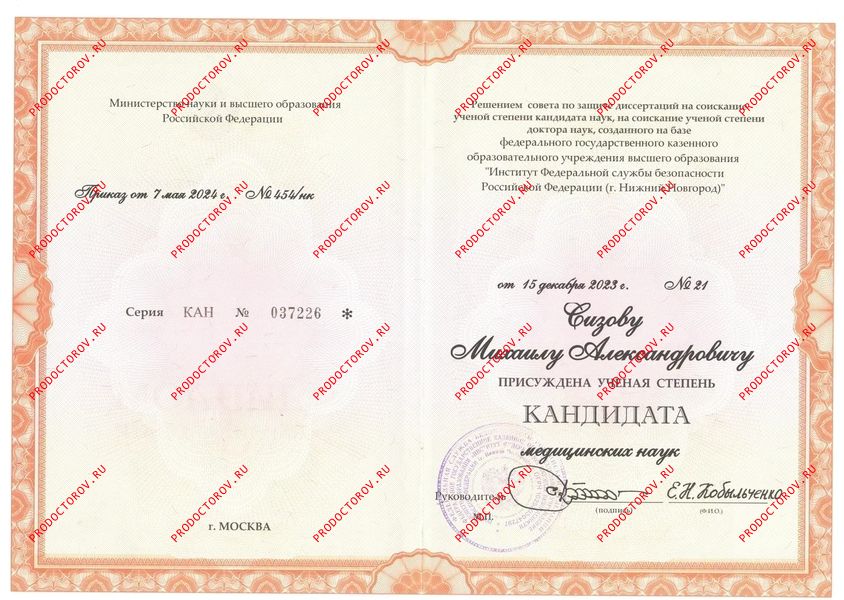 Министерство науки и высшего образования
Российской Федерации
Приказ от 7 мая 2024 г. № 454/нк
Серия КАН № 037226 *
г. МОСКВА
Решением совета по защите диссертаций на соискание
ученой степени кандидата наук, на соискание ученой степени
доктора наук, созданного на базе
федерального государственного казенного
образовательного учреждения высшего образования
"Институт Федеральной службы безопасности
Российской Федерации (г. Нижний Новгород)"
от 15 декабря 2023 г. № 21
Сизову
Михаилу Александровичу
ПРИСУЖДЕНА УЧЕНАЯ СТЕПЕНЬ
КАНДИДАТА
медицинских наук
Руководитель Е.Н. Кобыльченко
(подпись) (Ф.И.О.)
М.П.
PRODOCTOROV.RU